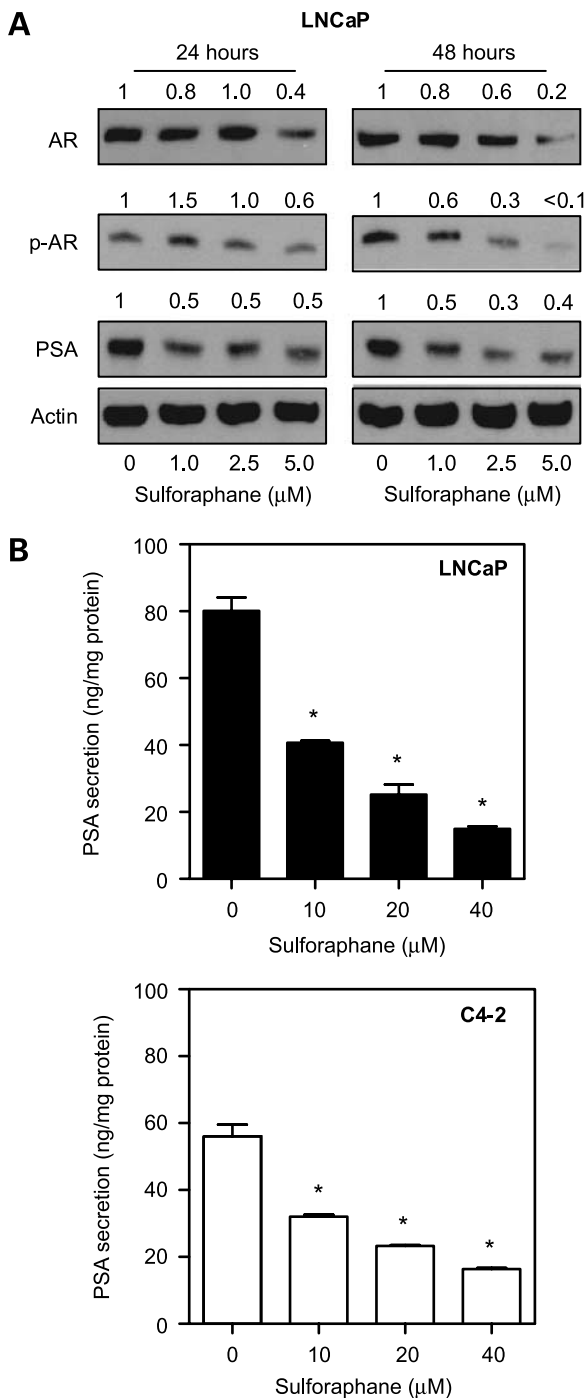 A
LNCaP
24 hours 48 hours
1 0.8 1.0 0.4 1 0.8 0.6 0.2
AR
1 1.5 1.0 0.6 1 0.6 0.3 <0.1
p-AR
1 0.5 0.5 0.5 1 0.5 0.3 0.4
PSA
Actin
0 1.0 2.5 5.0 0 1.0 2.5 5.0
Sulforaphane (μM) Sulforaphane (μM)
B
LNCaP
PSA secretion (ng/mg protein)
100
80
60
40
20
0
* * *
0 10 20 40
Sulforaphane (μM)
C4-2
PSA secretion (ng/mg protein)
100
80
60
40
20
0
* * *
0 10 20 40
Sulforaphane (μM)